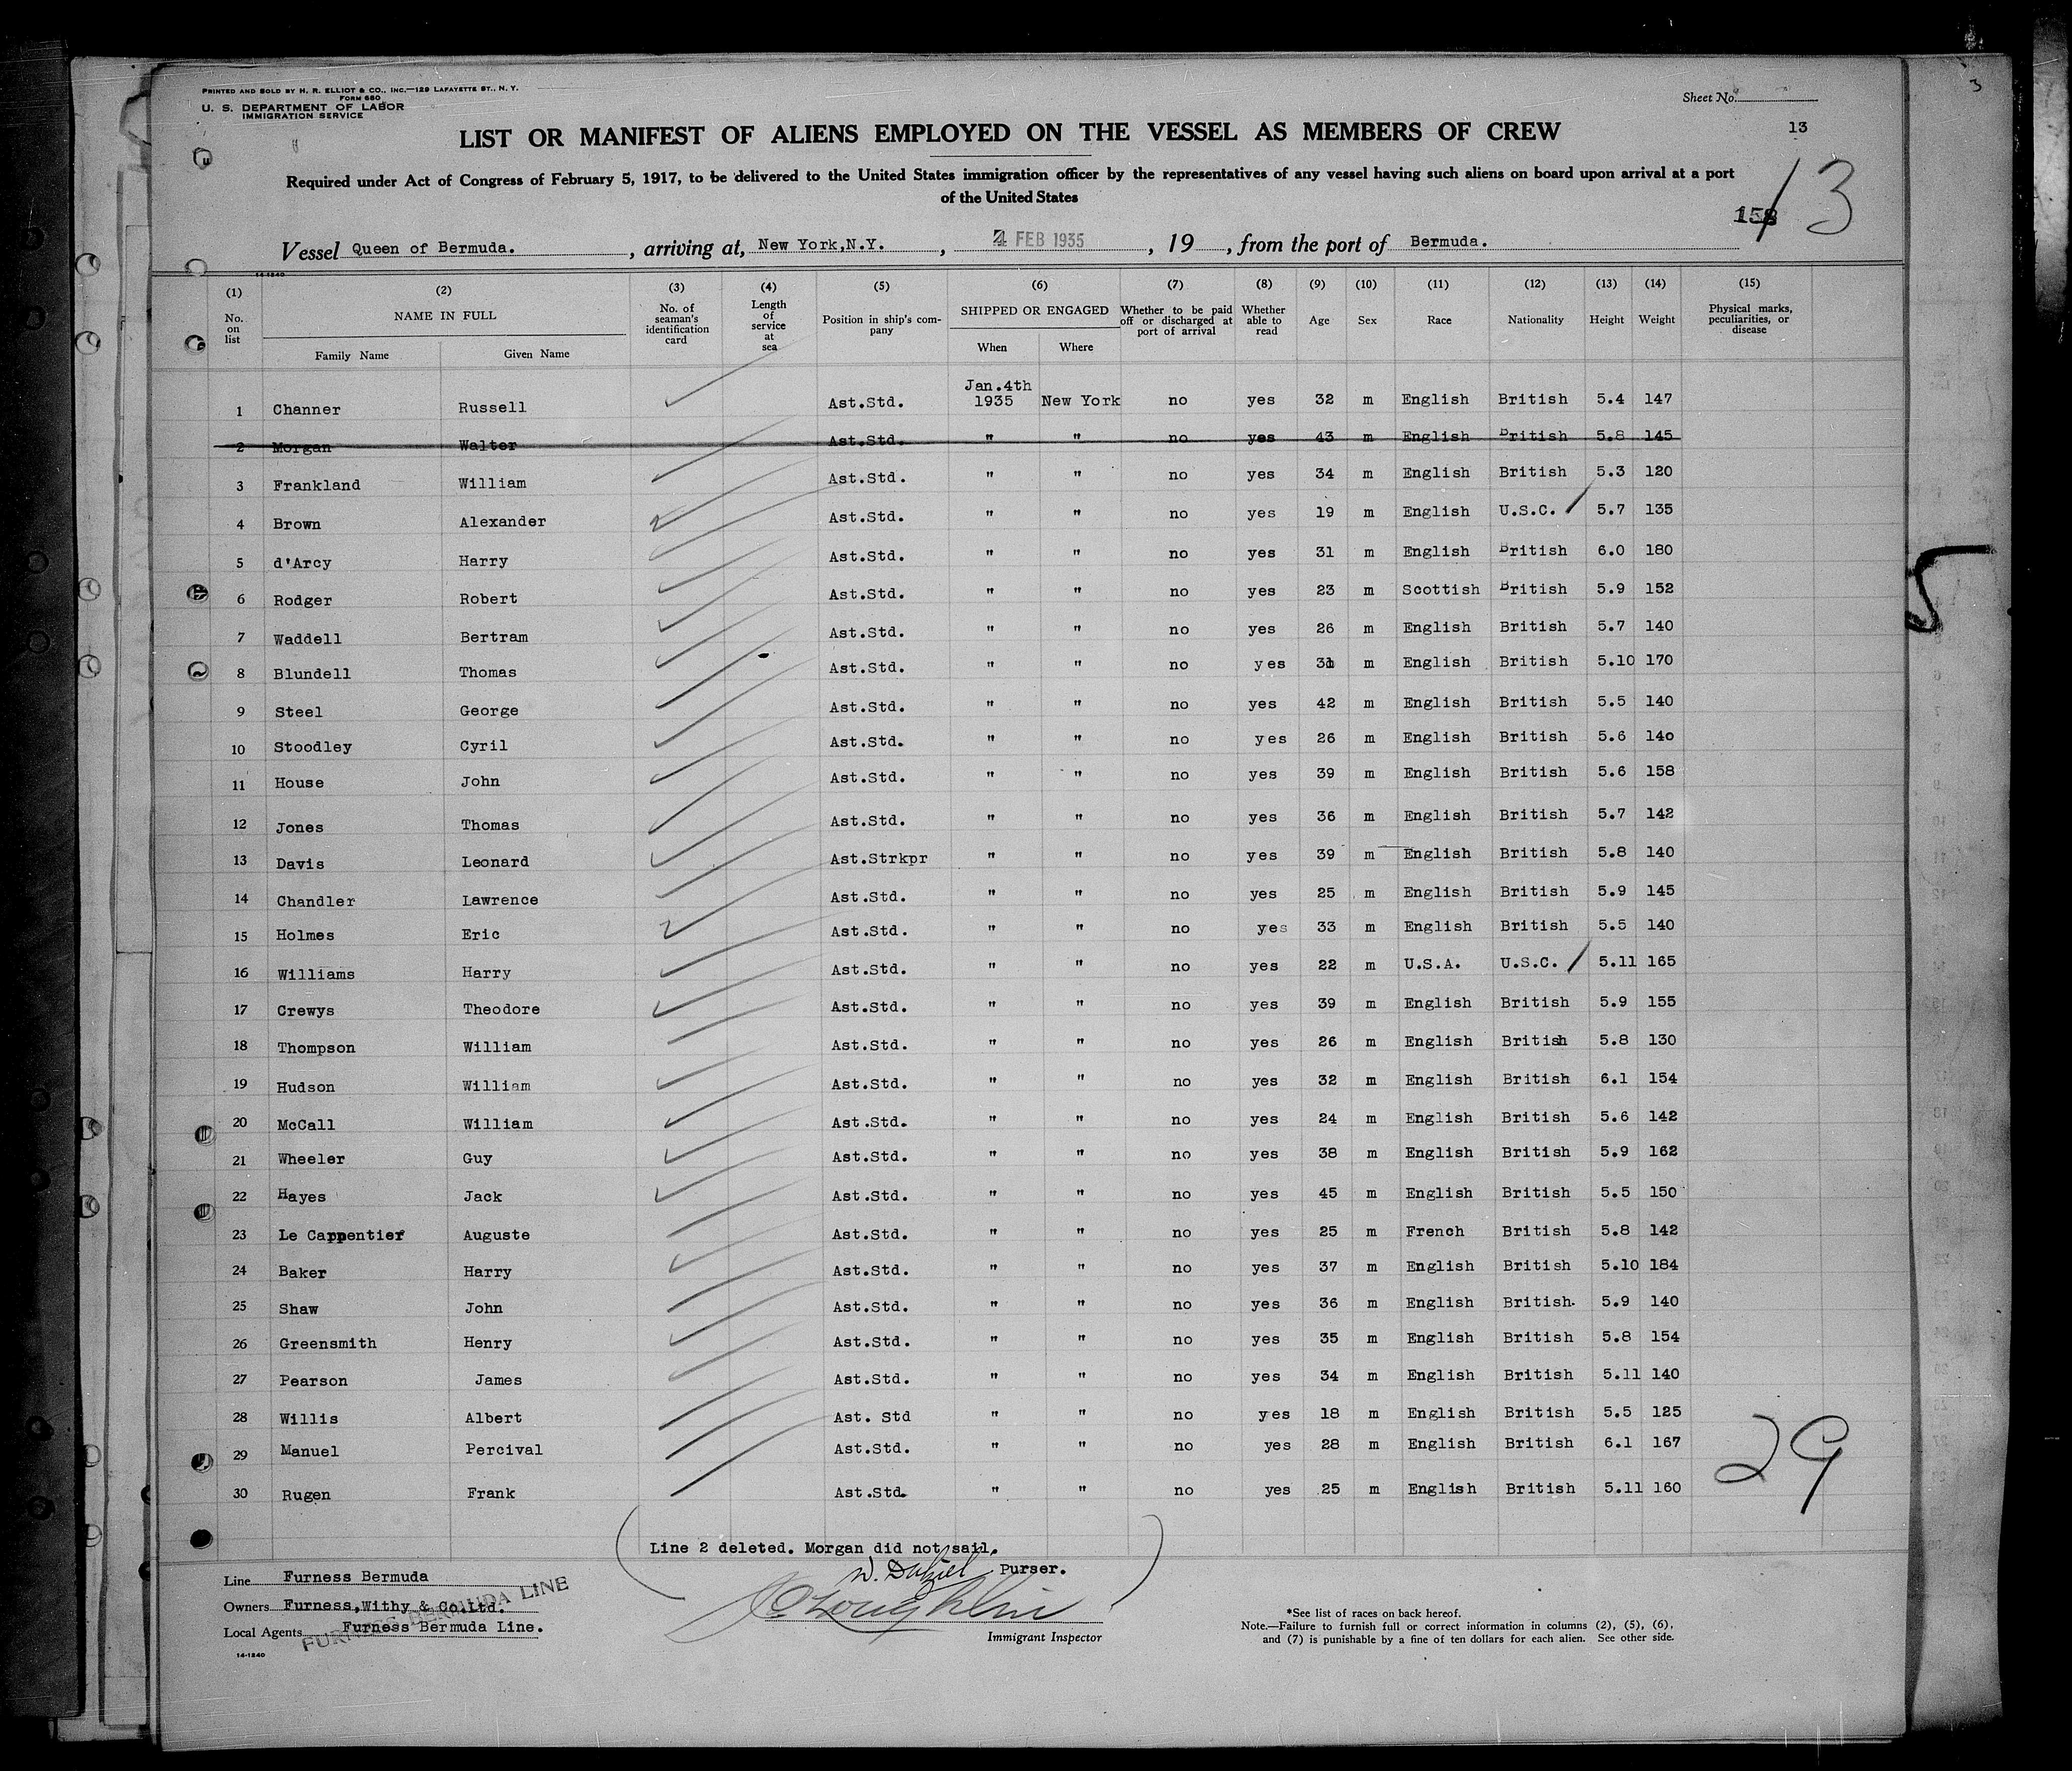 PRINTED AND SOLD BY H. R. ELLIOT & CO., INC.—129 LAFAYETTE ST., N. Y.
FORM 680
U. S. DEPARTMENT OF LABOR
IMMIGRATION SERVICE
Sheet No.
3
13
LIST OR MANIFEST OF ALIENS EMPLOYED ON THE VESSEL AS MEMBERS OF CREW
Required under Act of Congress of February 5, 1917, to be delivered to the United States immigration officer by the representatives of any vessel having such aliens on board upon arrival at a port
of the United States
13
Vessel Queen of Bermuda. , arriving at, New York,N.Y. , 4 FEB 1935 , 19 , from the port of Bermuda.
14-1840
(1) No. on list (2) NAME IN FULL Family Name Given Name (3) No. of seaman's identification card (4) Length of service at sea (5) Position in ship's company (6) SHIPPED OR ENGAGED When Where (7) Whether to be paid off or discharged at port of arrival (8) Whether able to read (9) Age (10) Sex (11) Race (12) Nationality (13) Height (14) Weight (15) Physical marks, peculiarities, or disease
1 Channer Russell Ast.Std. Jan.4th 1935 New York no yes 32 m English British 5.4 147
2 Morgan Walter Ast.Std. " " no yes 43 m English British 5.8 145
3 Frankland William Ast.Std. " " no yes 34 m English British 5.3 120
4 Brown Alexander Ast.Std. " " no yes 19 m English U.S.C. 5.7 135
5 d'Arcy Harry Ast.Std. " " no yes 31 m English British 6.0 180
6 Rodger Robert Ast.Std. " " no yes 23 m Scottish British 5.9 152
7 Waddell Bertram Ast.Std. " " no yes 26 m English British 5.7 140
8 Blundell Thomas Ast.Std. " " no yes m English British 5.10 170
9 Steel George Ast.Std. " " no yes 42 m English British 5.5 140
10 Stoodley Cyril Ast.Std. " " no yes 26 m English British 5.6 140
11 House John Ast.Std. " " no yes 39 m English British 5.6 158
12 Jones Thomas Ast.Std. " " no yes 36 m English British 5.7 142
13 Davis Leonard Ast.Strkpr " " no yes 39 m English British 5.8 140
14 Chandler Lawrence Ast.Std. " " no yes 25 m English British 5.9 145
15 Holmes Eric Ast.Std. " " no yes 33 m English British 5.5 140
16 Williams Harry Ast.Std. " " no yes 22 m U.S.A. U.S.C. 5.11 165
17 Crewys Theodore Ast.Std. " " no yes 39 m English British 5.9 155
18 Thompson William Ast.Std. " " no yes 26 m English British 5.8 130
19 Hudson William Ast.Std. " " no yes 32 m English British 6.1 154
20 McCall William Ast.Std. " " no yes 24 m English British 5.6 142
21 Wheeler Guy Ast.Std. " " no yes 38 m English British 5.9 162
22 Hayes Jack Ast.Std. " " no yes 45 m English British 5.5 150
23 Le Carpentier Auguste Ast.Std. " " no yes 25 m French British 5.8 142
24 Baker Harry Ast.Std. " " no yes 37 m English British 5.10 184
25 Shaw John Ast.Std. " " no yes 36 m English British. 5.9 140
26 Greensmith Henry Ast.Std. " " no yes 35 m English British 5.8 154
27 Pearson James Ast.Std. " " no yes 34 m English British 5.11 140
28 Willis Albert Ast. Std " " no yes 18 m English British 5.5 125
29 Manuel Percival Ast.Std. " " no yes 28 m English British 6.1 167
30 Rugen Frank Ast.Std. " " no yes 25 m English British 5.11 160
29
5
Line 2 deleted. Morgan did not sail.
W. Dalziel Purser.
Line Furness Bermuda
Owners Furness,Withy & Co.Ltd.
Local Agents Furness Bermuda Line.
FURNESS BERMUDA LINE
14-1840
Immigrant Inspector
*See list of races on back hereof.
Note.—Failure to furnish full or correct information in columns (2), (5), (6),
and (7) is punishable by a fine of ten dollars for each alien. See other side.